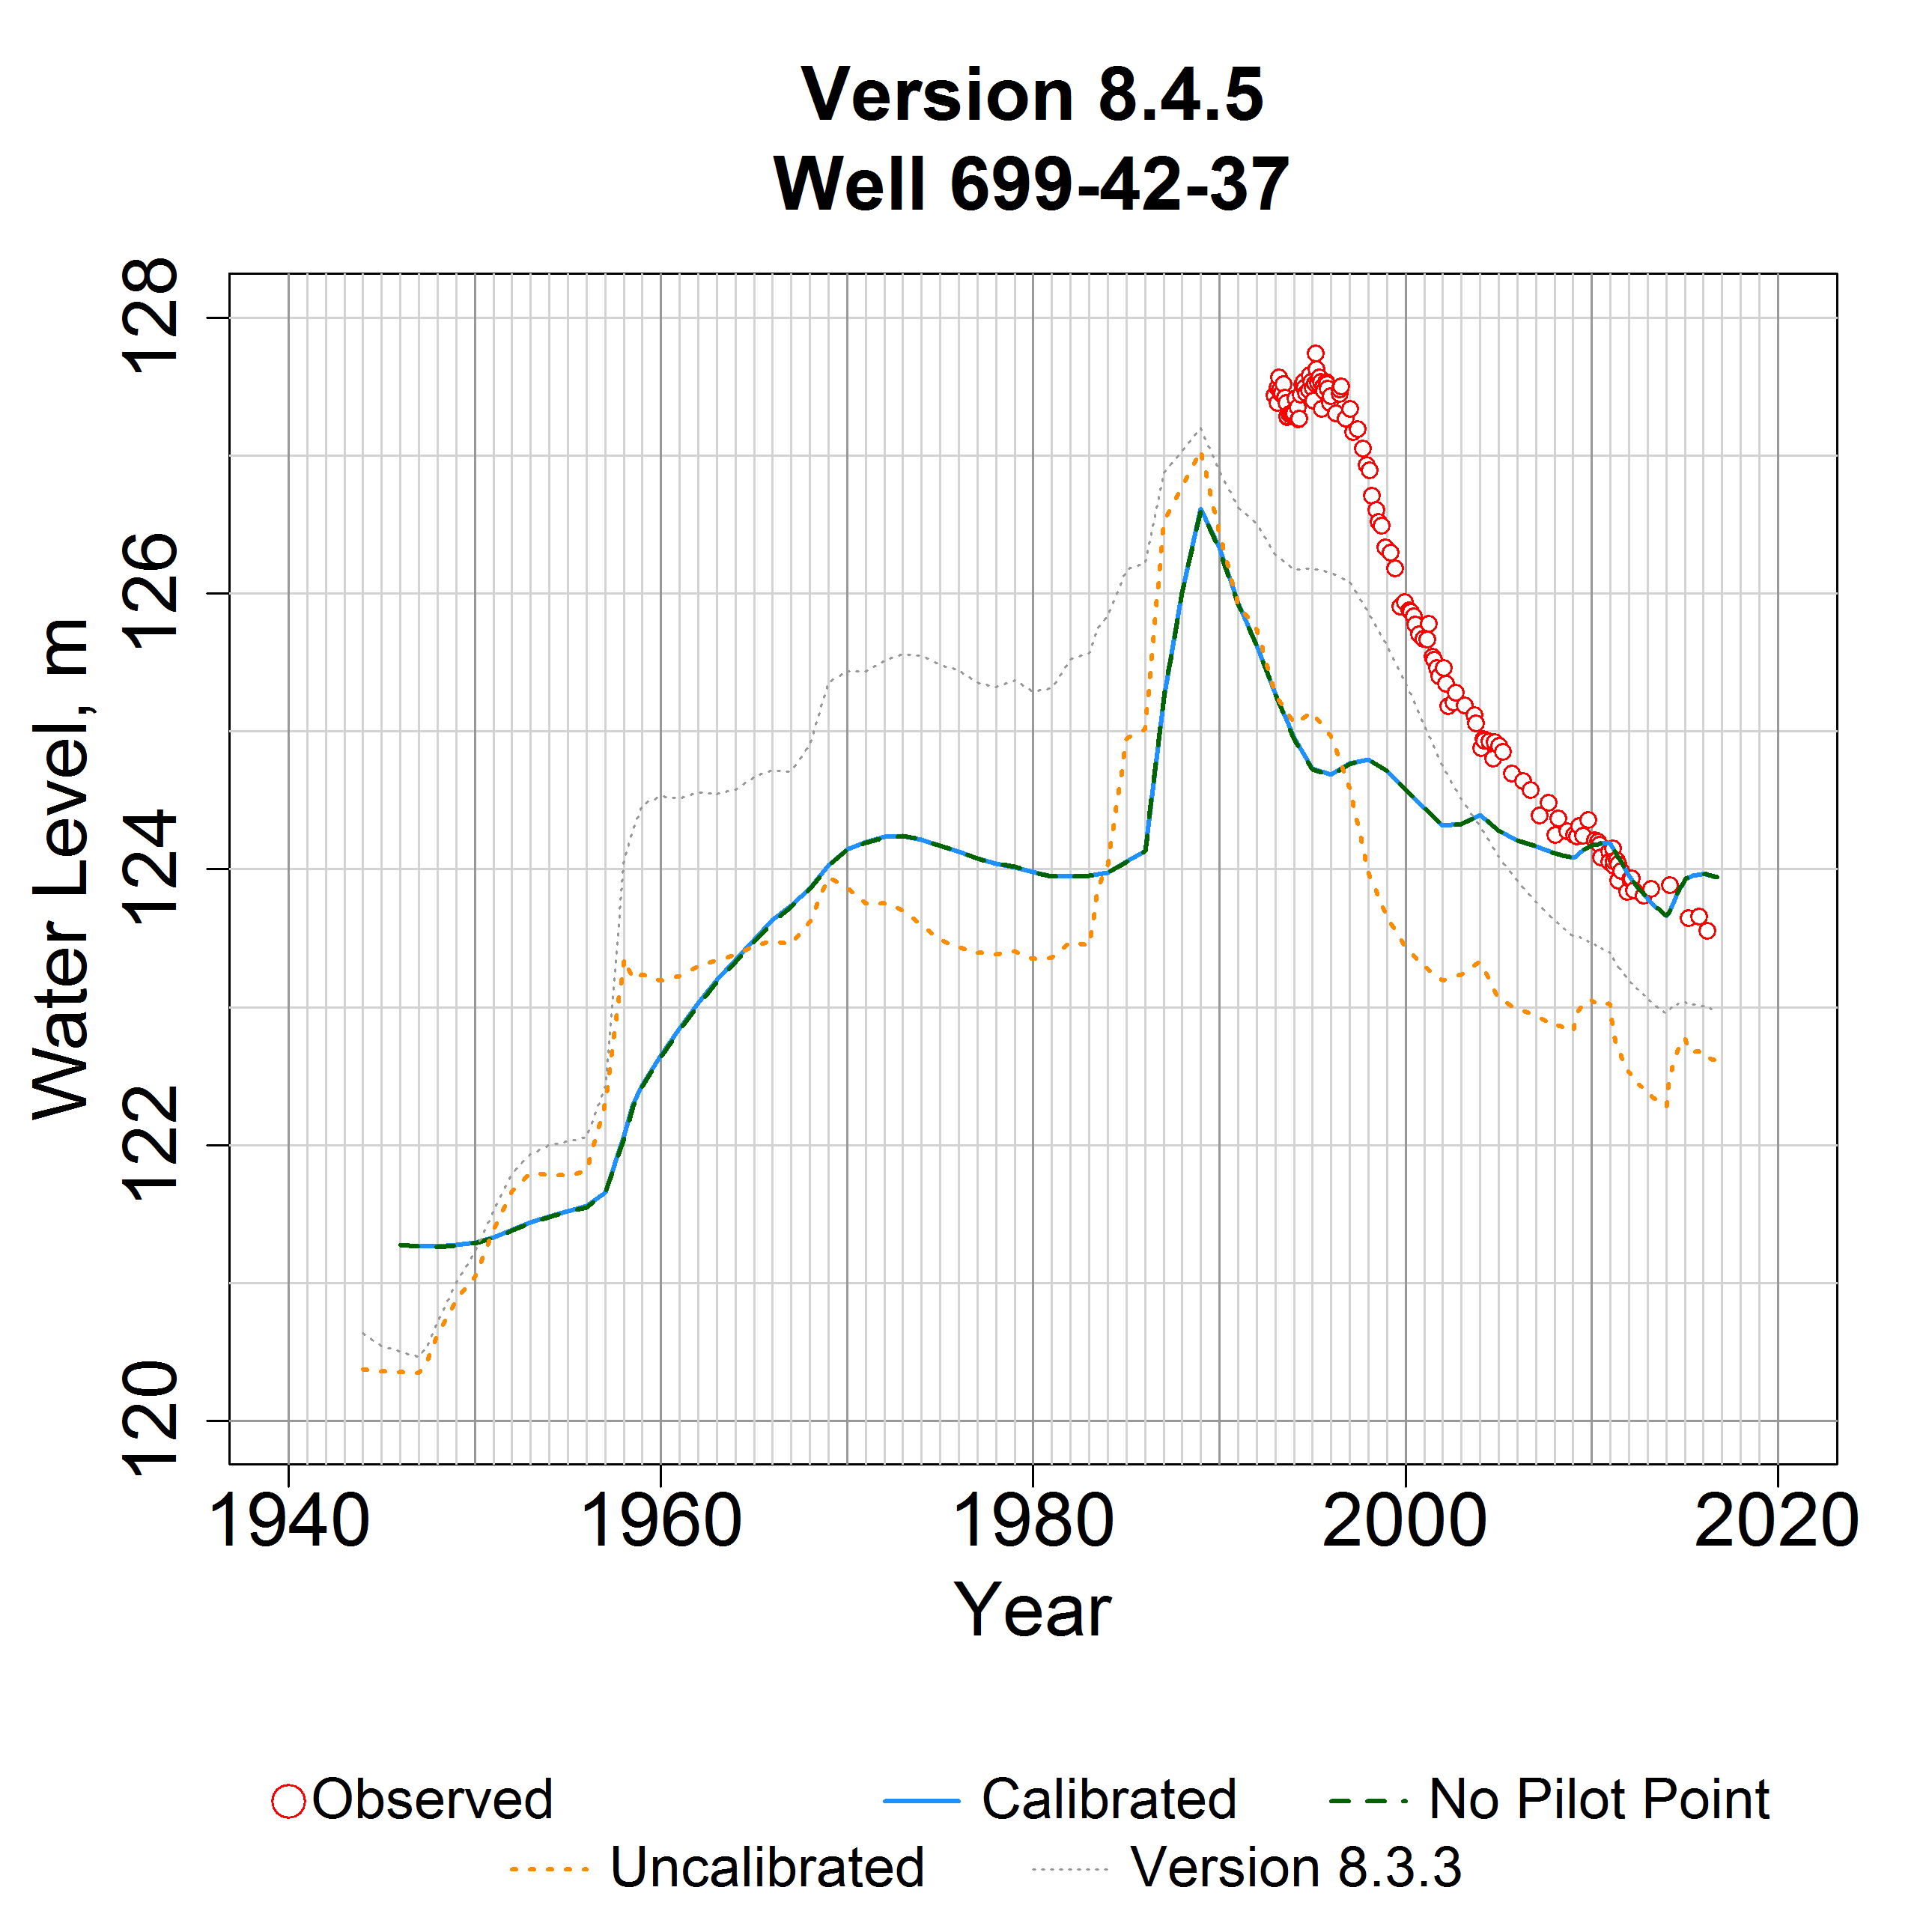 Version 8.4.5
Well 699-42-37
Water Level, m
128
126
124
122
120
1940 1960 1980 2000 2020
Year
Observed Calibrated No Pilot Point
Uncalibrated Version 8.3.3